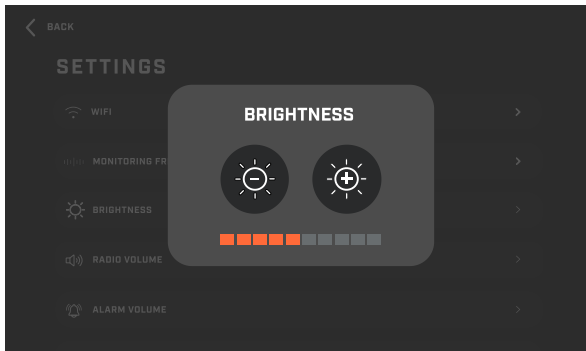 BACK
SETTINGS
WIFI
BRIGHTNESS
MONITORING FR
BRIGHTNESS
RADIO VOLUME
ALARM VOLUME